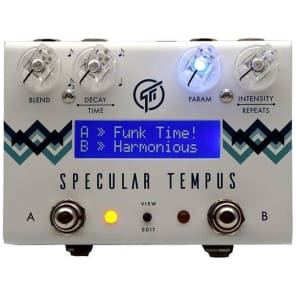 BLEND
DECAY
TIME
PARAM
INTENSITY
REPEATS
A » Funk Time!
B » Harmonious
SPECULAR TEMPUS
A
VIEW
EDIT
B